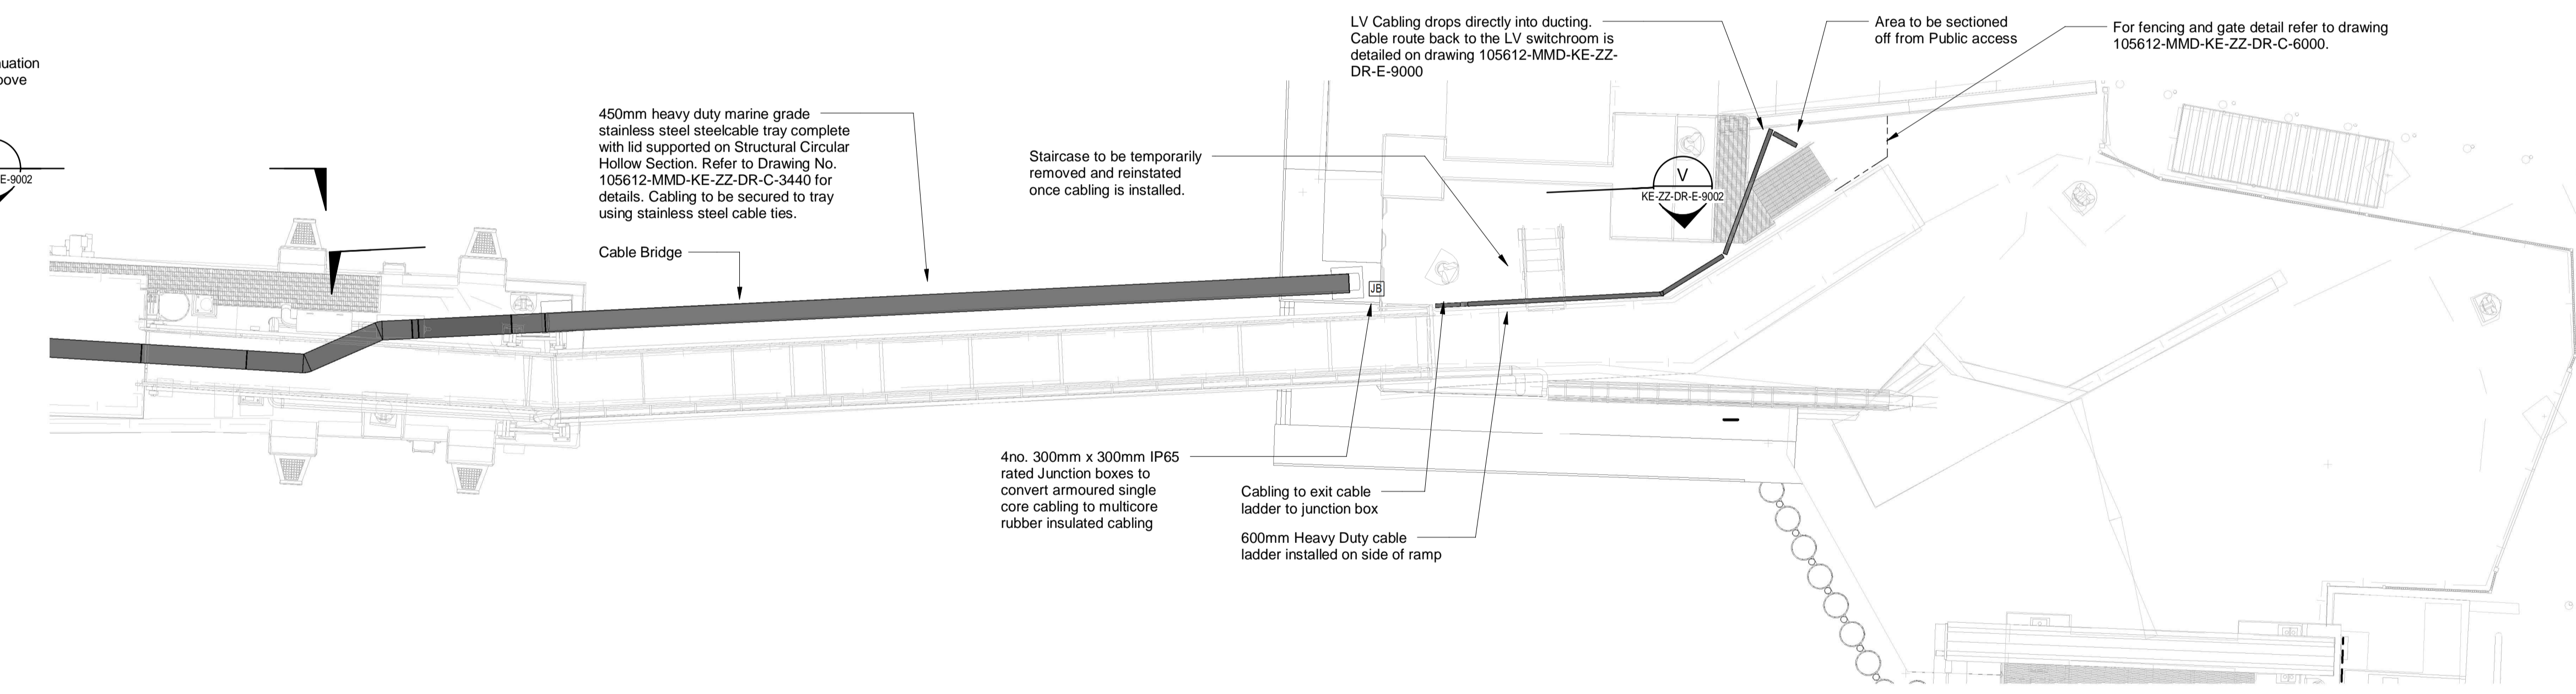 uation
ove
E-9002
450mm heavy duty marine grade
stainless steel steelcable tray complete
with lid supported on Structural Circular
Hollow Section. Refer to Drawing No.
105612-MMD-KE-ZZ-DR-C-3440 for
details. Cabling to be secured to tray
using stainless steel cable ties.
Cable Bridge
Staircase to be temporarily
removed and reinstated
once cabling is installed.
LV Cabling drops directly into ducting.
Cable route back to the LV switchroom is
detailed on drawing 105612-MMD-KE-ZZ-
DR-E-9000
Area to be sectioned
off from Public access
For fencing and gate detail refer to drawing
105612-MMD-KE-ZZ-DR-C-6000.
V
KE-ZZ-DR-E-9002
JB
4no. 300mm x 300mm IP65
rated Junction boxes to
convert armoured single
core cabling to multicore
rubber insulated cabling
Cabling to exit cable
ladder to junction box
600mm Heavy Duty cable
ladder installed on side of ramp